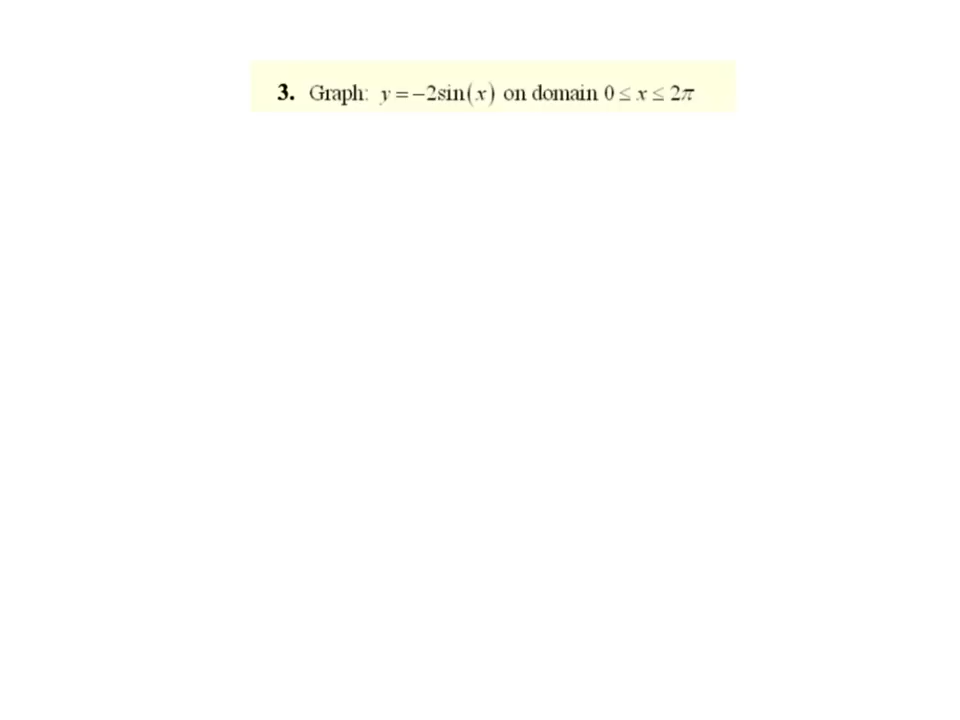 3. Graph: y = −2sin(x) on domain 0 ≤ x ≤ 2π